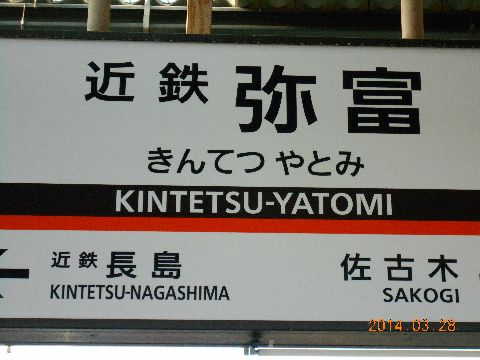 近鉄 弥富
きんてつ やとみ
KINTETSU-YATOMI
近鉄 長島 佐古木
KINTETSU-NAGASHIMA SAKOGI
2014.03.28